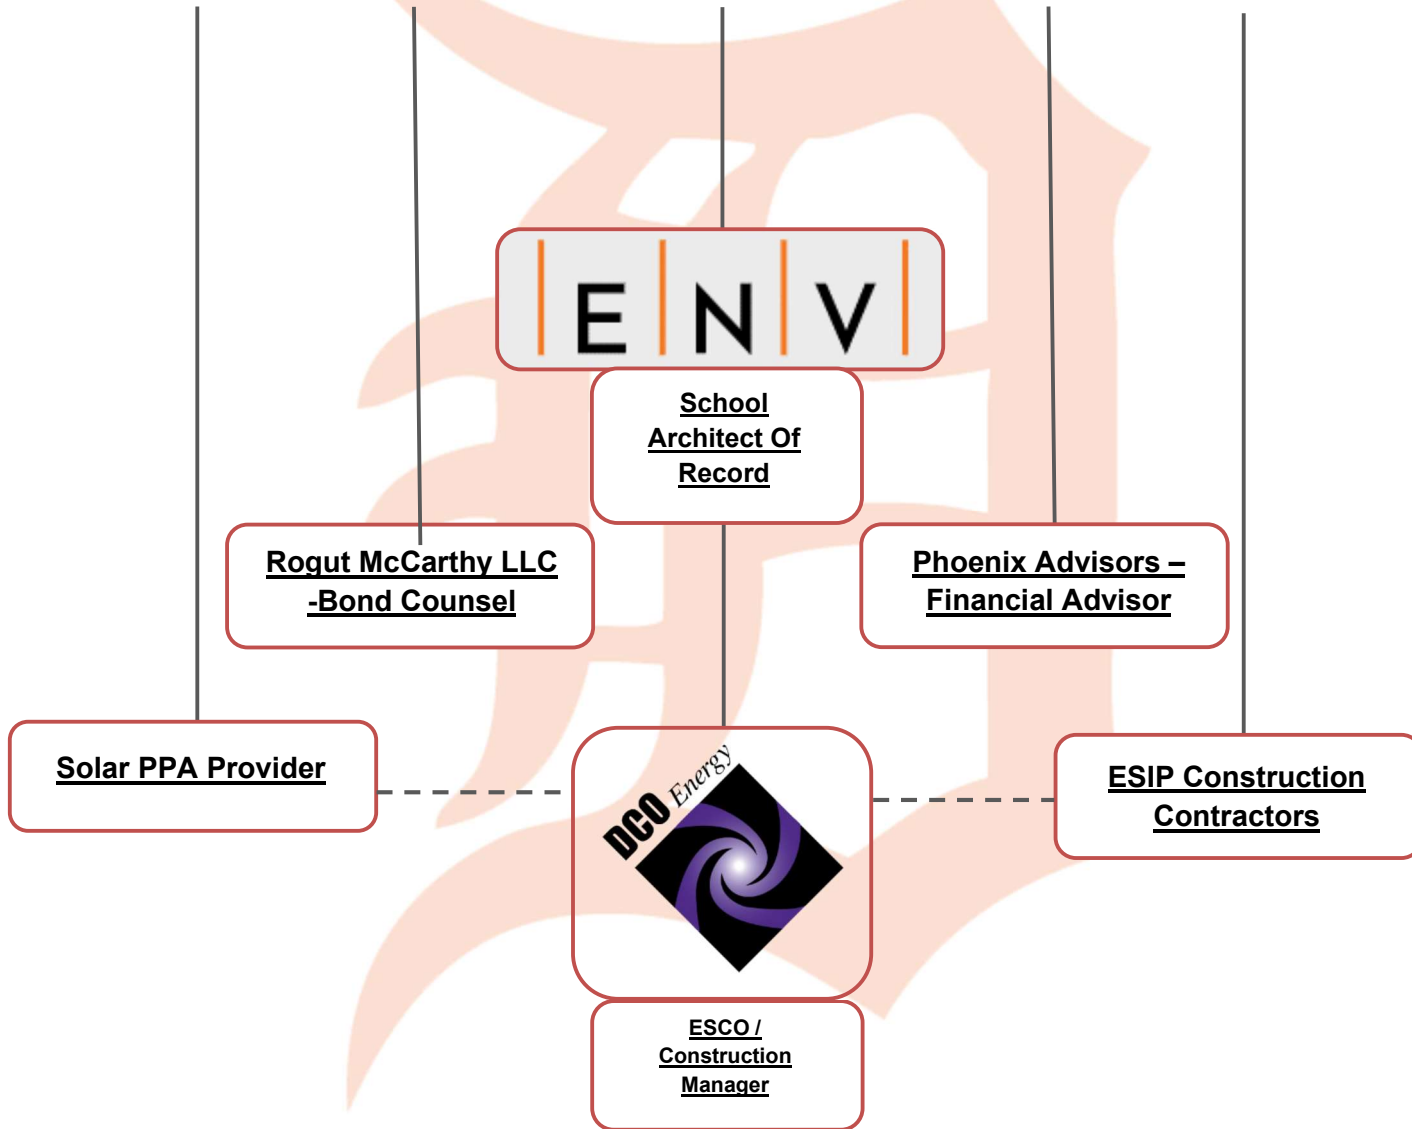 E N V
School
Architect Of
Record
Rogut McCarthy LLC
-Bond Counsel
Phoenix Advisors –
Financial Advisor
Solar PPA Provider
DCO Energy
ESIP Construction
Contractors
ESCO /
Construction
Manager